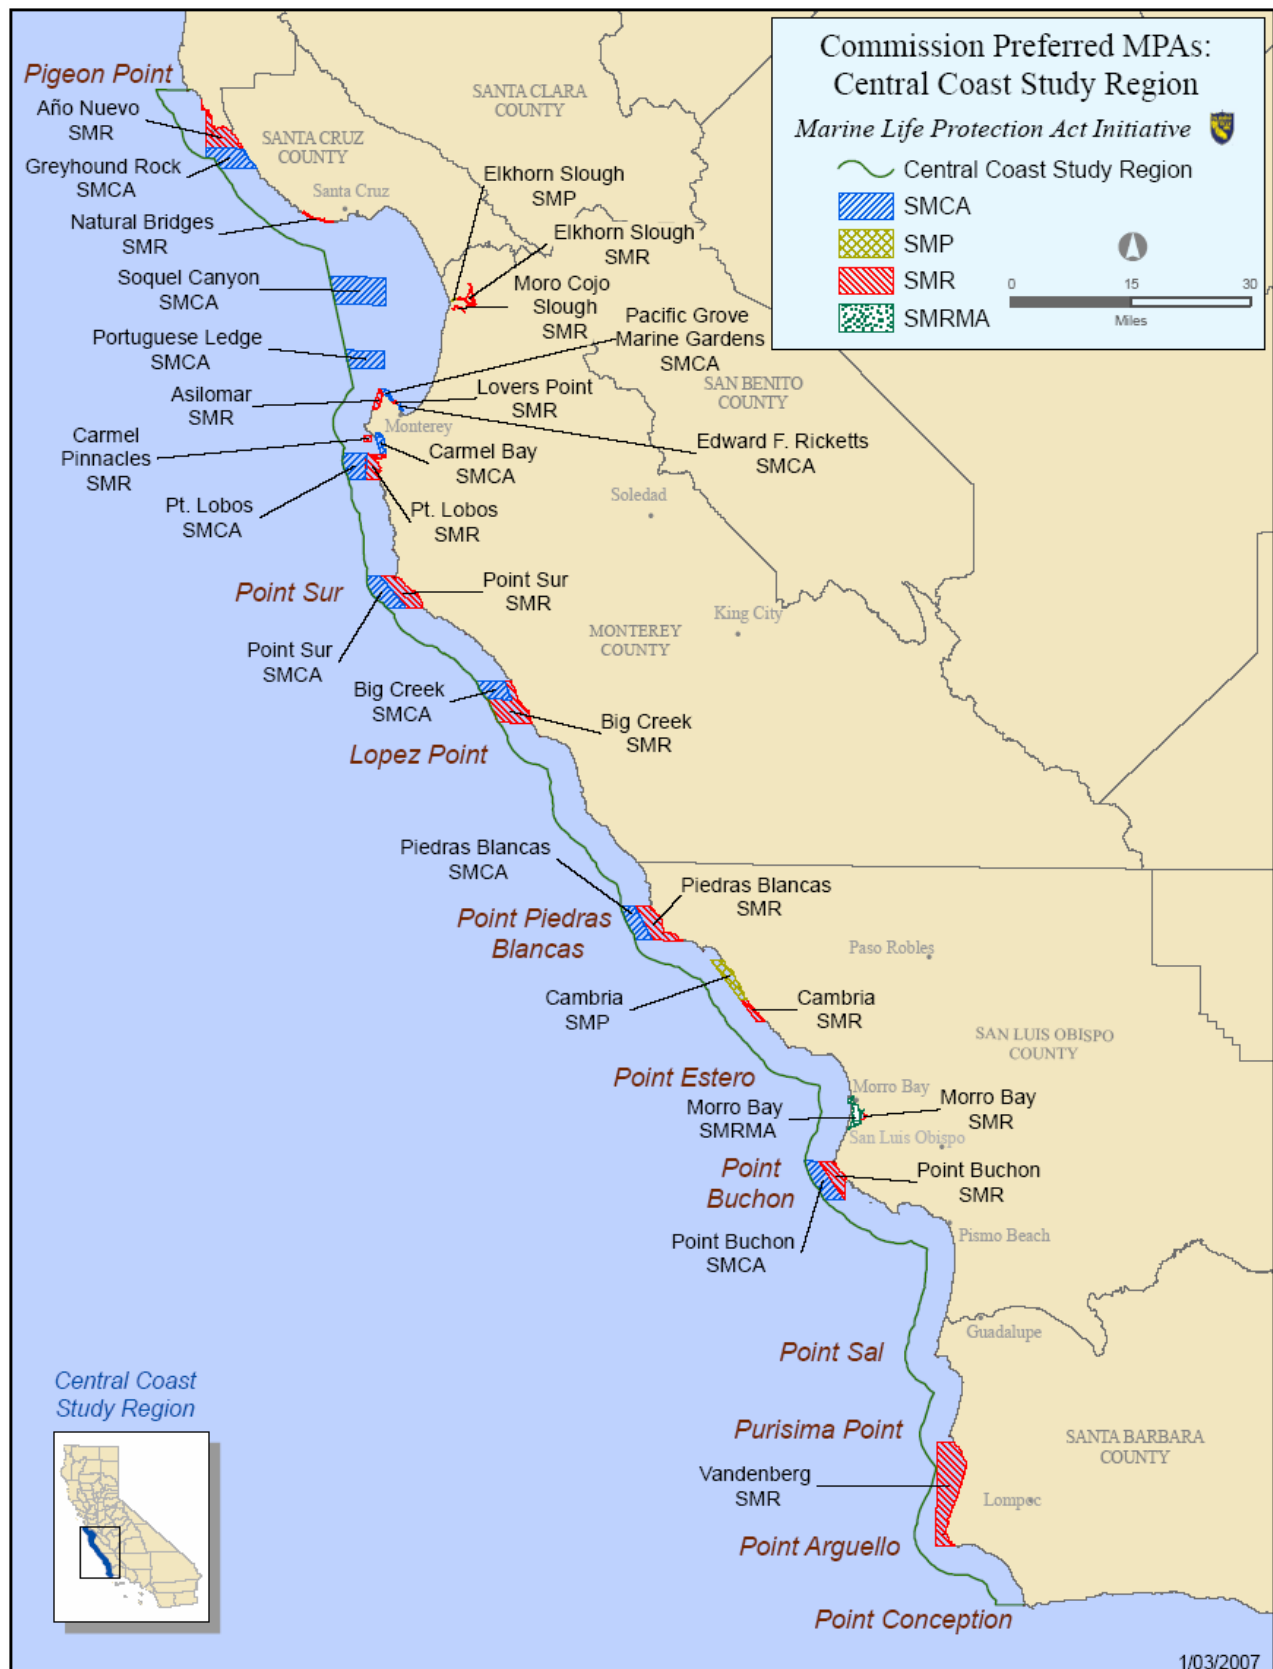 Commission Preferred MPAs:
Central Coast Study Region
Marine Life Protection Act Initiative
Central Coast Study Region
SMCA
SMP
SMR
SMRMA
0 15 30
Miles
Pigeon Point
Año Nuevo
SMR
Greyhound Rock
SMCA
Natural Bridges
SMR
Soquel Canyon
SMCA
Portuguese Ledge
SMCA
Asilomar
SMR
Carmel
Pinnacles
SMR
Pt. Lobos
SMCA
SANTA CLARA
COUNTY
SANTA CRUZ
COUNTY
Santa Cruz
Elkhorn Slough
SMP
Elkhorn Slough
SMR
Moro Cojo
Slough
SMR
Pacific Grove
Marine Gardens
SMCA
Lovers Point
SMR
Monterey
Edward F. Ricketts
SMCA
Carmel Bay
SMCA
Pt. Lobos
SMR
SAN BENITO
COUNTY
Soledad
Point Sur
Point Sur
SMR
Point Sur
SMCA
King City
MONTEREY
COUNTY
Big Creek
SMCA
Big Creek
SMR
Lopez Point
Piedras Blancas
SMCA
Piedras Blancas
SMR
Point Piedras
Blancas
Paso Robles
Cambria
SMP
Cambria
SMR
SAN LUIS OBISPO
COUNTY
Point Estero
Morro Bay
Morro Bay
SMRMA
Morro Bay
SMR
San Luis Obispo
Point
Buchon
Point Buchon
SMR
Point Buchon
SMCA
Pismo Beach
Guadalupe
Point Sal
Purisima Point
SANTA BARBARA
COUNTY
Vandenberg
SMR
Lompoc
Point Arguello
Point Conception
Central Coast
Study Region
1/03/2007